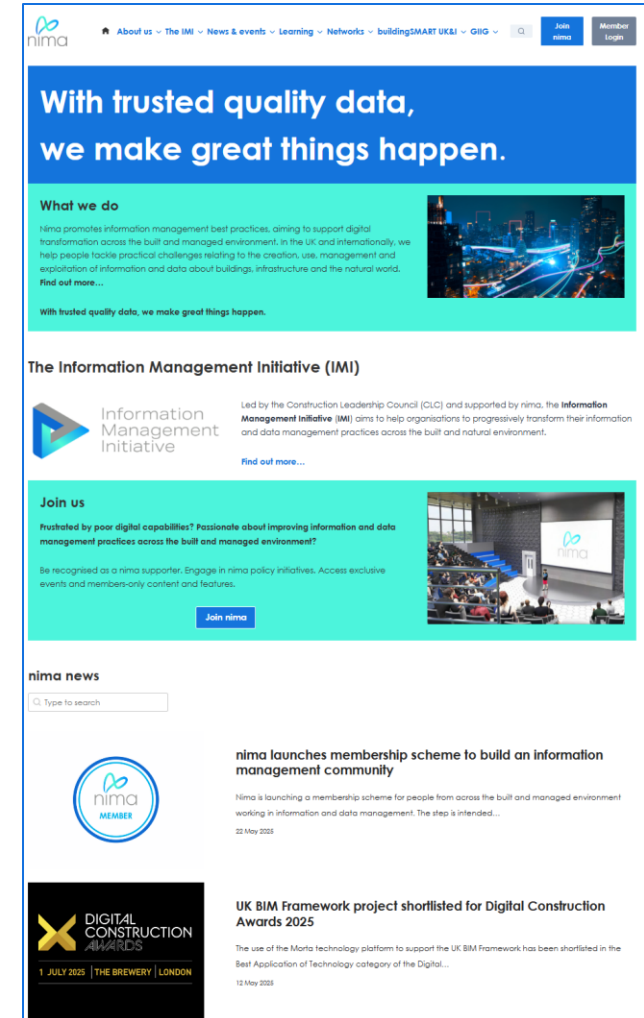 nima
About us The IMI News & events Learning Networks buildingSMART UK&I GIIG
Join
nima
Member
Login
With trusted quality data,
we make great things happen.
What we do
Nima promotes information management best practices, aiming to support digital
transformation across the built and managed environment. In the UK and internationally, we
help people tackle practical challenges relating to the creation, use, management and
exploitation of information and data about buildings, infrastructure and the natural world.
Find out more...
With trusted quality data, we make great things happen.
The Information Management Initiative (IMI)
Information
Management
Initiative
Led by the Construction Leadership Council (CLC) and supported by nima, the Information
Management Initiative (IMI) aims to help organisations to progressively transform their information
and data management practices across the built and natural environment.
Find out more...
Join us
Frustrated by poor digital capabilities? Passionate about improving information and data
management practices across the built and managed environment?
Be recognised as a nima supporter. Engage in nima policy initiatives. Access exclusive
events and members-only content and features.
Join nima
nima
nima news
Type to search
nima
MEMBER
nima launches membership scheme to build an information
management community
Nima is launching a membership scheme for people from across the built and managed environment
working in information and data management. The step is intended...
22 May 2025
DIGITAL
CONSTRUCTION
AWARDS
1 JULY 2025 | THE BREWERY | LONDON
UK BIM Framework project shortlisted for Digital Construction
Awards 2025
The use of the Morta technology platform to support the UK BIM Framework has been shortlisted in the
Best Application of Technology category of the Digital...
12 May 2025